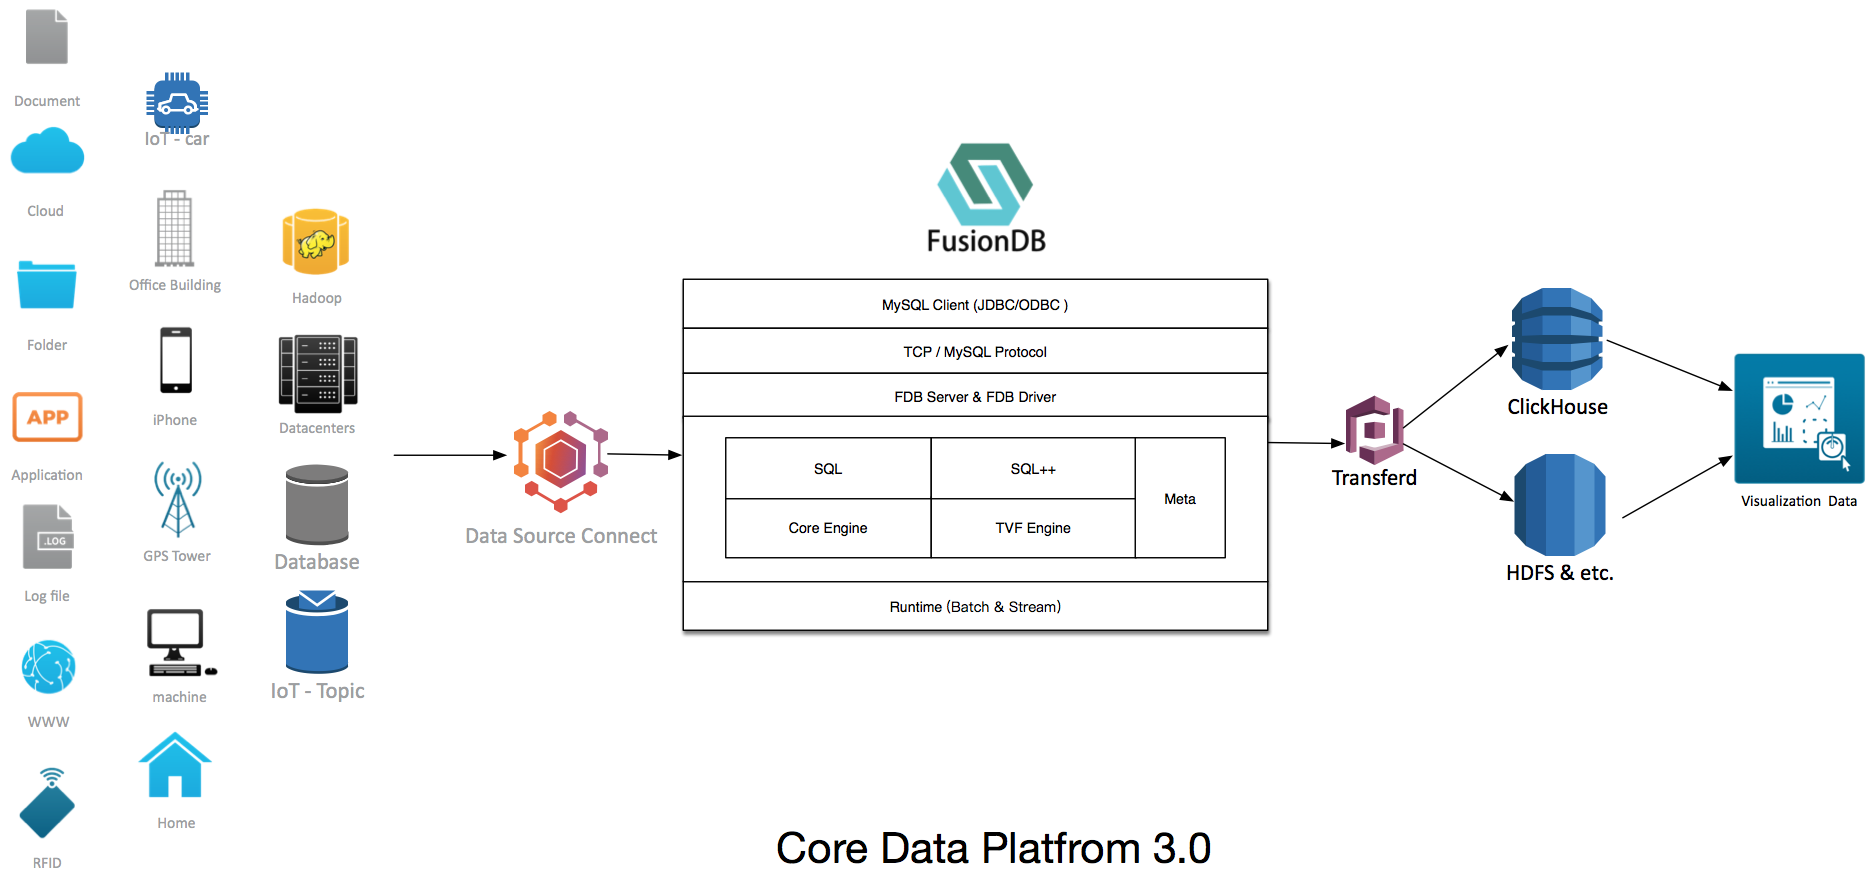 Document
Cloud
Folder
APP
Application
.LOG
Log file
WWW
RFID
IoT - car
Office Building
iPhone
GPS Tower
machine
Home
Hadoop
Datacenters
Database
IoT - Topic
Data Source Connect
FusionDB
MySQL Client (JDBC/ODBC )
TCP / MySQL Protocol
FDB Server & FDB Driver
SQL
SQL++
Meta
Core Engine
TVF Engine
Runtime (Batch & Stream)
Transferd
ClickHouse
HDFS & etc.
Visualization Data
Core Data Platfrom 3.0